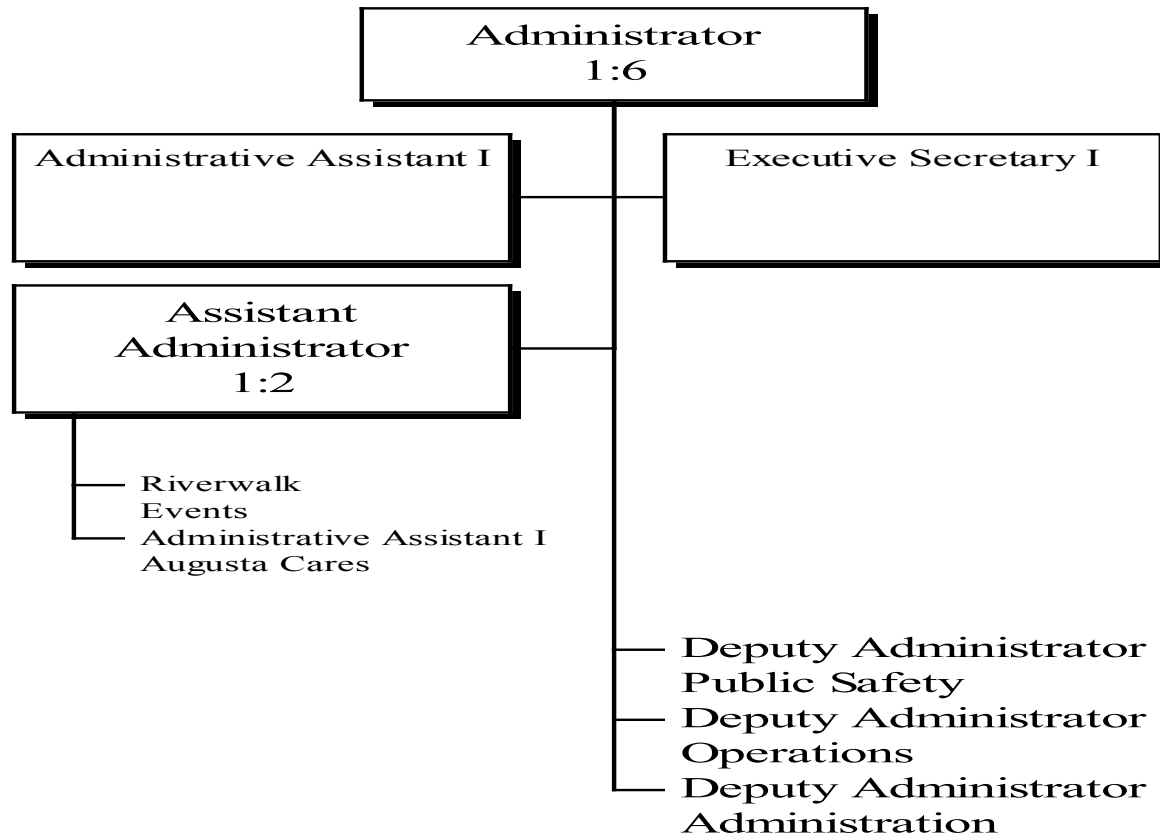 Administrator
1:6
Administrative Assistant I
Executive Secretary I
Assistant
Administrator
1:2
Riverwalk
Events
Administrative Assistant I
Augusta Cares
Deputy Administrator
Public Safety
Deputy Administrator
Operations
Deputy Administrator
Administration